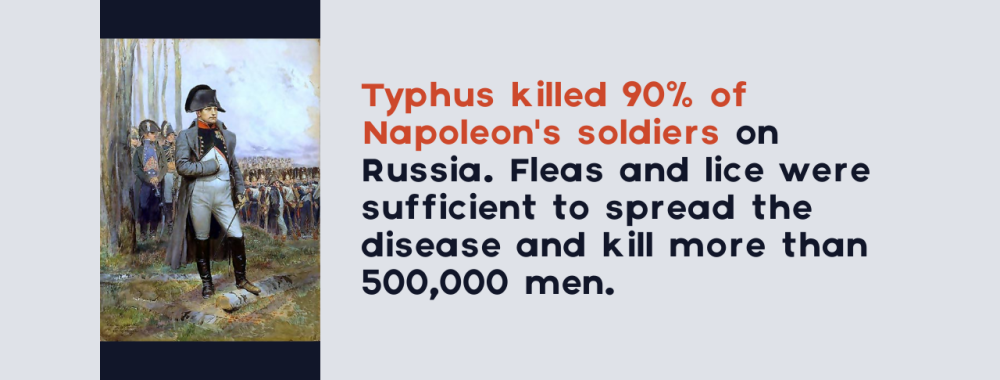 Typhus killed 90% of
Napoleon's soldiers on
Russia. Fleas and lice were
sufficient to spread the
disease and kill more than
500,000 men.